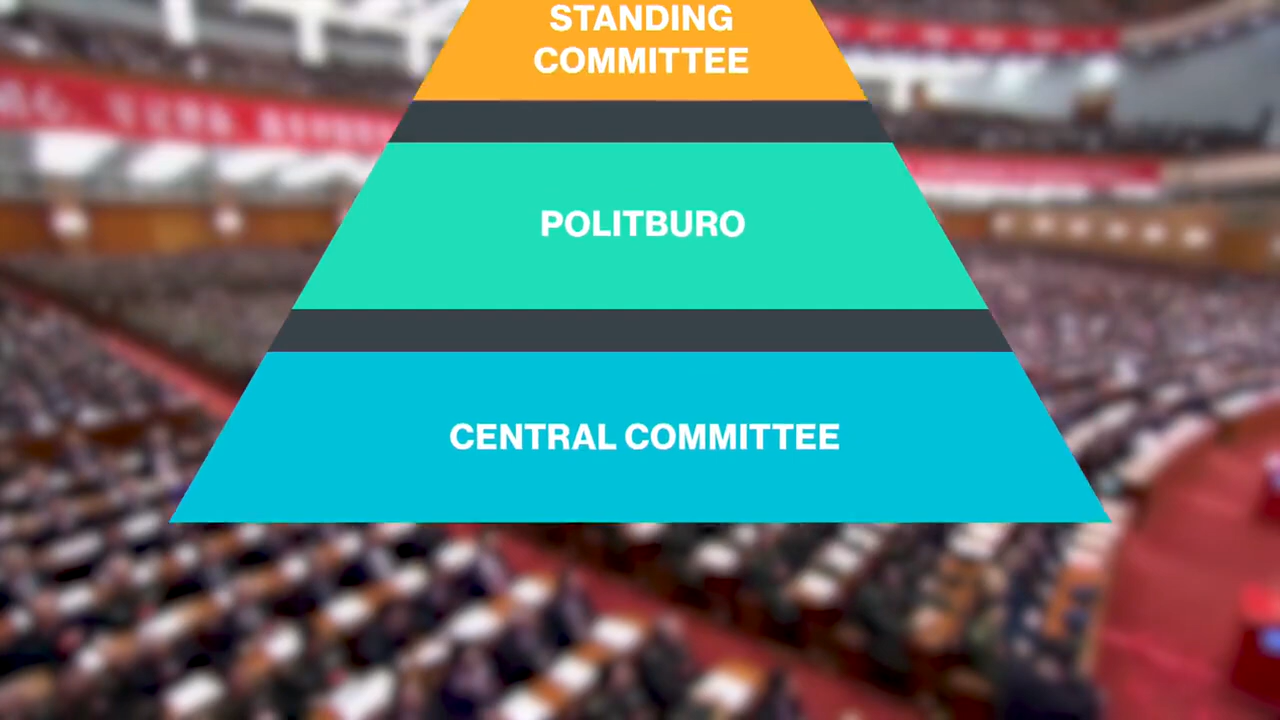 STANDING
COMMITTEE
POLITBURO
CENTRAL COMMITTEE